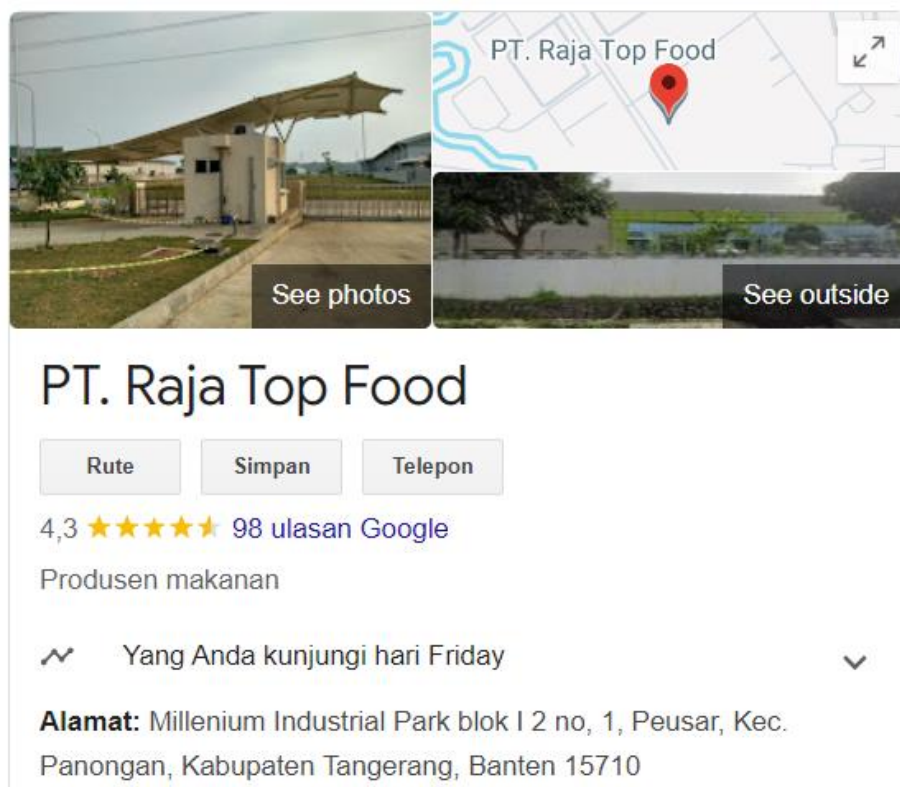 PT. Raja Top Food
See photos
See outside
PT. Raja Top Food
Rute
Simpan
Telepon
4,3
98 ulasan Google
Produsen makanan
Yang Anda kunjungi hari Friday
Alamat: Millenium Industrial Park blok I 2 no, 1, Peusar, Kec.
Panongan, Kabupaten Tangerang, Banten 15710